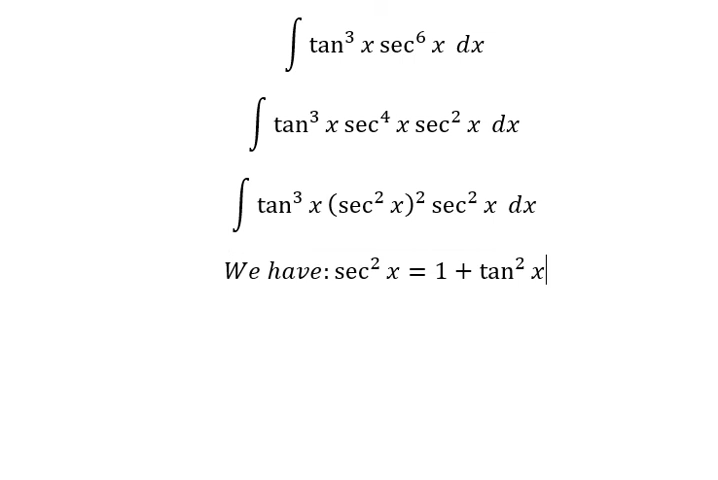 ∫ tan³ x sec⁶ x dx
∫ tan³ x sec⁴ x sec² x dx
∫ tan³ x (sec² x)² sec² x dx
We have: sec² x = 1 + tan² x